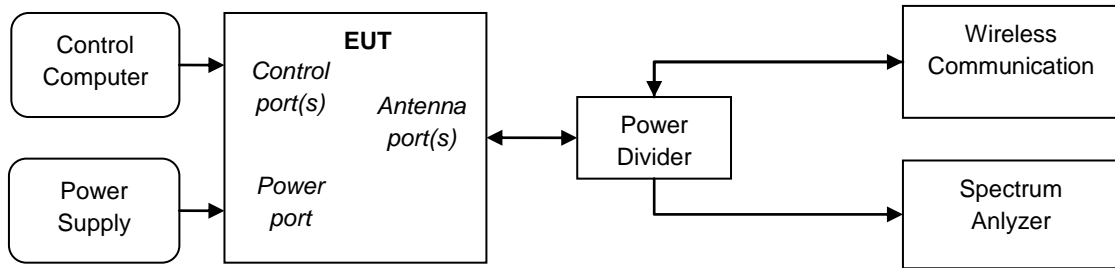 Control
Computer
EUT
Control
port(s)
Antenna
port(s)
Power
port
Power
Supply
Power
Divider
Wireless
Communication
Spectrum
Anlyzer